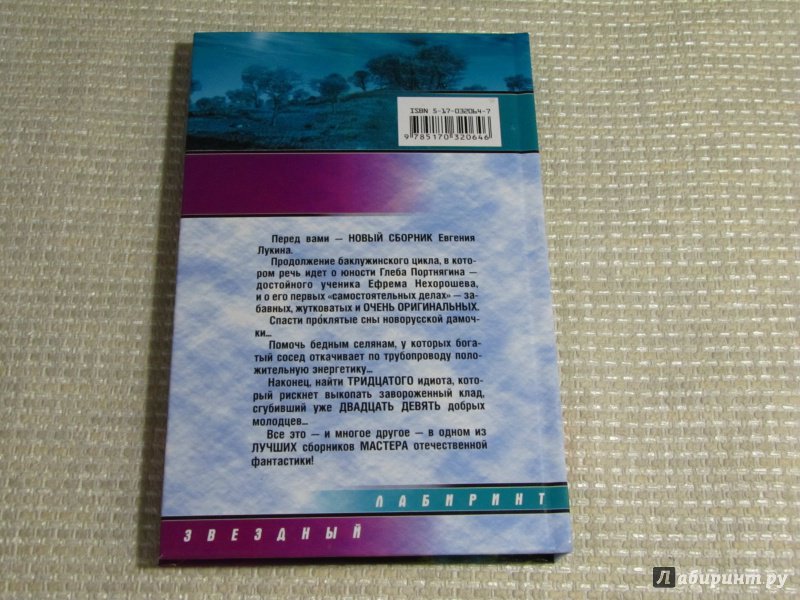 ISBN 5-17-032064-7
9 785170 320646
Перед вами — НОВЫЙ СБОРНИК Евгения
Лукина.
Продолжение баклужинского цикла, в кото-
ром речь идет о юности Глеба Портнягина —
достойного ученика Ефрема Нехорошева,
и о его первых «самостоятельных делах» — за-
бавных, жутковатых и ОЧЕНЬ ОРИГИНАЛЬНЫХ.
Спасти прóклятые сны новорусской дамоч-
ки...
Помочь бедным селянам, у которых бога-
тый сосед откачивает по трубопроводу поло-
жительную энергетику...
Наконец, найти ТРИДЦАТОГО идиота, кото-
рый рискнет выкопать завороженный клад,
сгубивший уже ДВАДЦАТЬ ДЕВЯТЬ добрых
молодцев...
Все это — и многое другое — в одном из
ЛУЧШИХ сборников МАСТЕРА отечественной
фантастики!
ЛАБИРИНТ
ЗВЕЗДНЫЙ
Лабиринт.ру